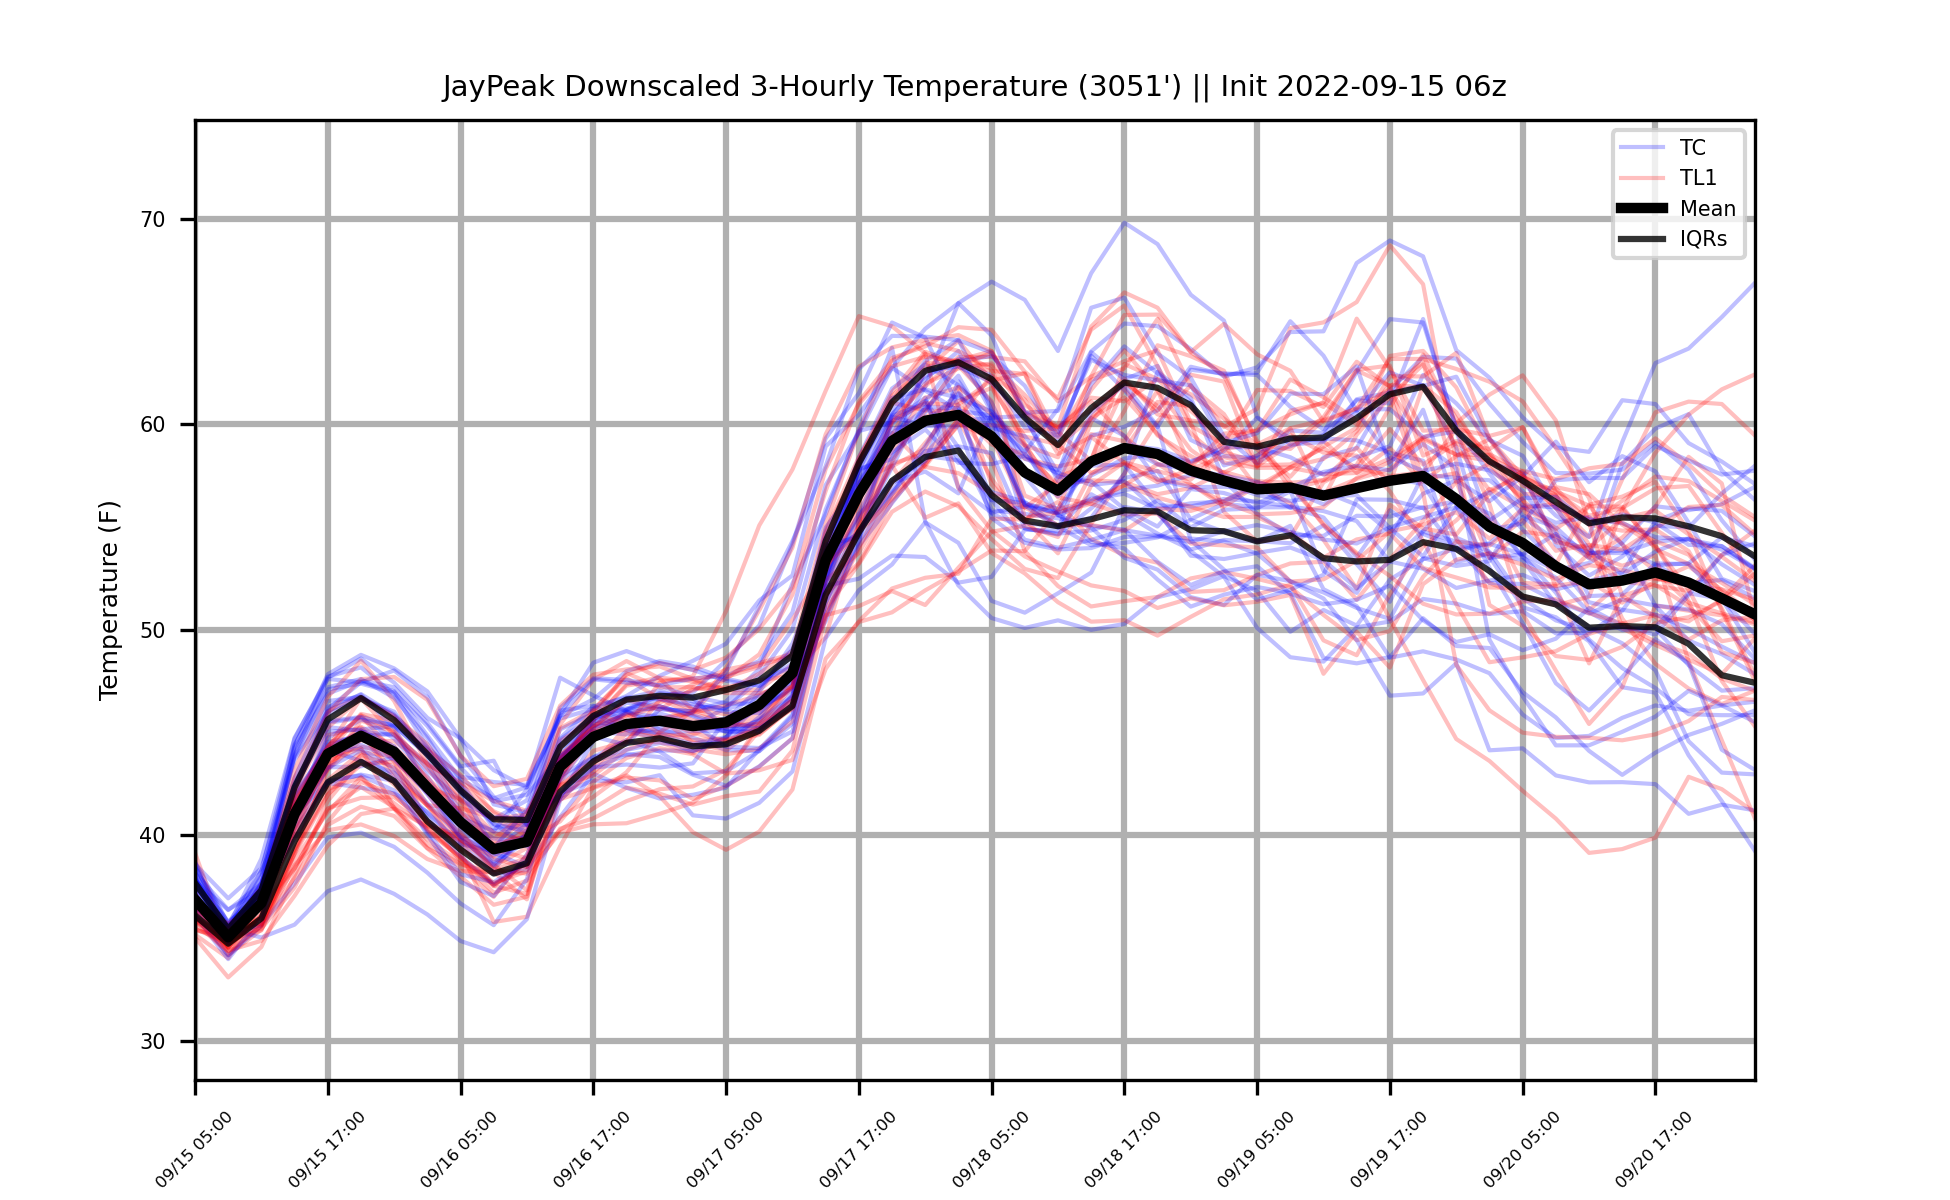 JayPeak Downscaled 3-Hourly Temperature (3051') || Init 2022-09-15 06z
TC
TL1
Mean
IQRs
Temperature (F)
70
60
50
40
30
09/15 05:00
09/15 17:00
09/16 05:00
09/16 17:00
09/17 05:00
09/17 17:00
09/18 05:00
09/18 17:00
09/19 05:00
09/19 17:00
09/20 05:00
09/20 17:00